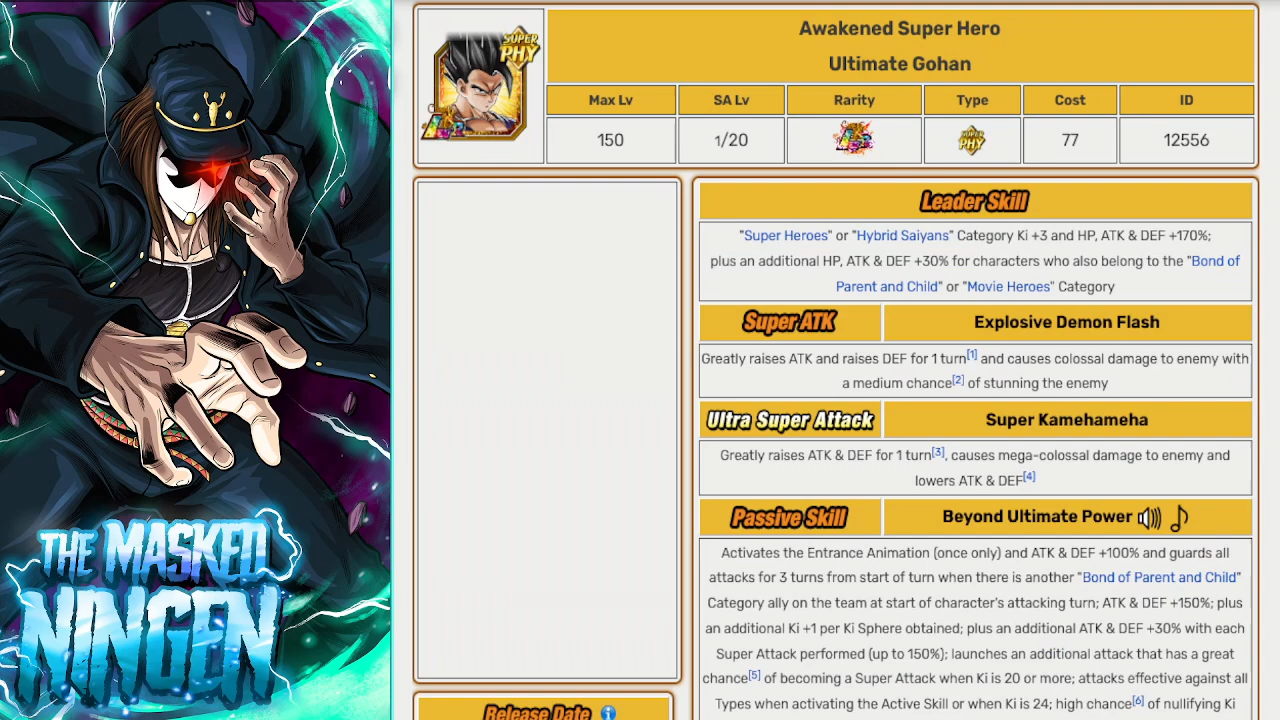 THE MASKED
NINGEN
SUPER
PHY
LR
Awakened Super Hero
Ultimate Gohan
Max Lv
SA Lv
Rarity
Type
Cost
ID
150
1/20
LR
SUPER
PHY
77
12556
Leader Skill
"Super Heroes" or "Hybrid Saiyans" Category Ki +3 and HP, ATK & DEF +170%;
plus an additional HP, ATK & DEF +30% for characters who also belong to the "Bond of
Parent and Child" or "Movie Heroes" Category
Super ATK
Explosive Demon Flash
Greatly raises ATK and raises DEF for 1 turn[1] and causes colossal damage to enemy with
a medium chance[2] of stunning the enemy
Ultra Super Attack
Super Kamehameha
Greatly raises ATK & DEF for 1 turn[3], causes mega-colossal damage to enemy and
lowers ATK & DEF[4]
Passive Skill
Beyond Ultimate Power
Activates the Entrance Animation (once only) and ATK & DEF +100% and guards all
attacks for 3 turns from start of turn when there is another "Bond of Parent and Child"
Category ally on the team at start of character's attacking turn; ATK & DEF +150%; plus
an additional Ki +1 per Ki Sphere obtained; plus an additional ATK & DEF +30% with each
Super Attack performed (up to 150%); launches an additional attack that has a great
chance[5] of becoming a Super Attack when Ki is 20 or more; attacks effective against all
Types when activating the Active Skill or when Ki is 24; high chance[6] of nullifying Ki
Release Date